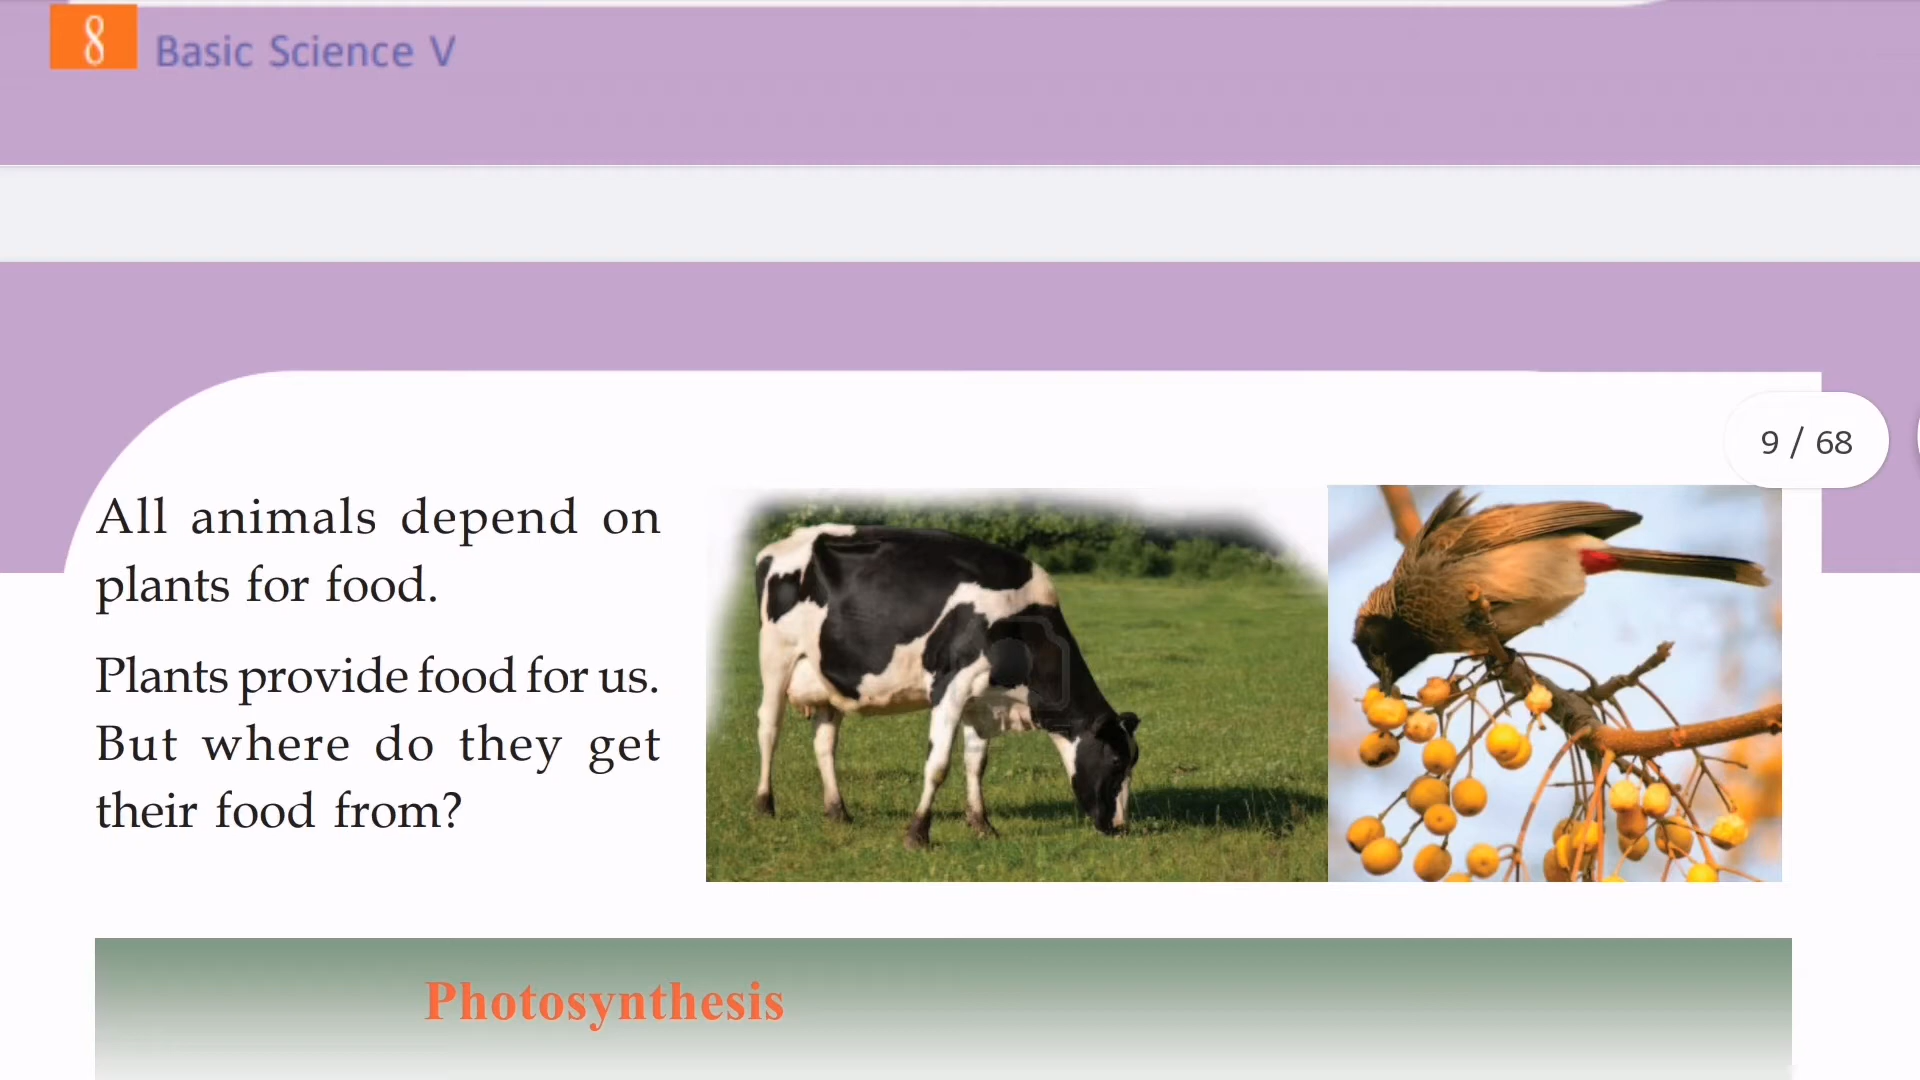 8 Basic Science V
9 / 68
All animals depend on
plants for food.
Plants provide food for us.
But where do they get
their food from?
Photosynthesis